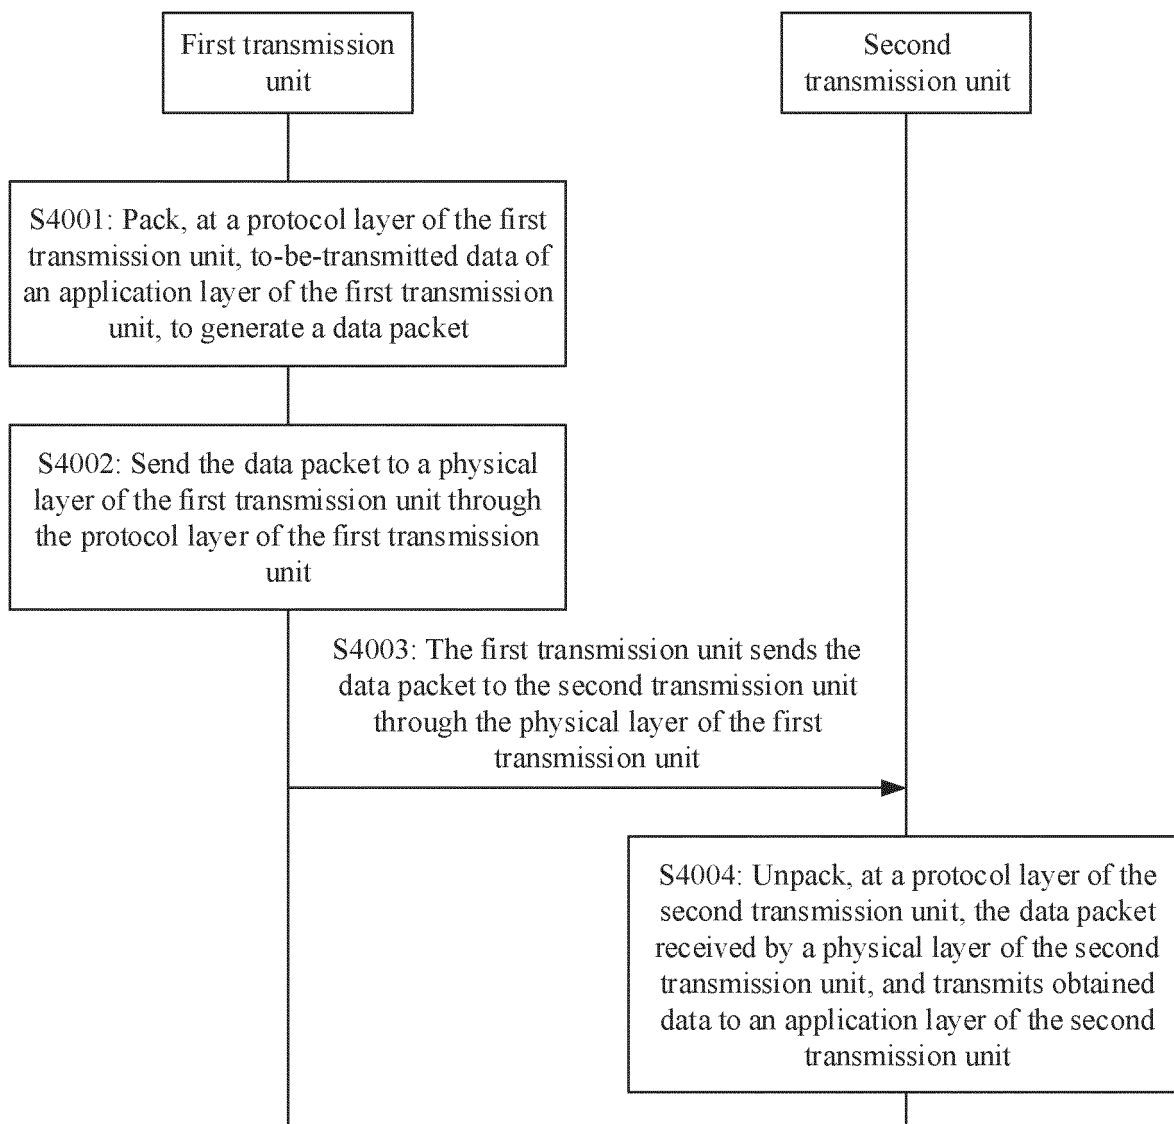 First transmission
unit
Second
transmission unit
S4001: Pack, at a protocol layer of the first
transmission unit, to-be-transmitted data of
an application layer of the first transmission
unit, to generate a data packet
S4002: Send the data packet to a physical
layer of the first transmission unit through
the protocol layer of the first transmission
unit
S4003: The first transmission unit sends the
data packet to the second transmission unit
through the physical layer of the first
transmission unit
S4004: Unpack, at a protocol layer of the
second transmission unit, the data packet
received by a physical layer of the second
transmission unit, and transmits obtained
data to an application layer of the second
transmission unit